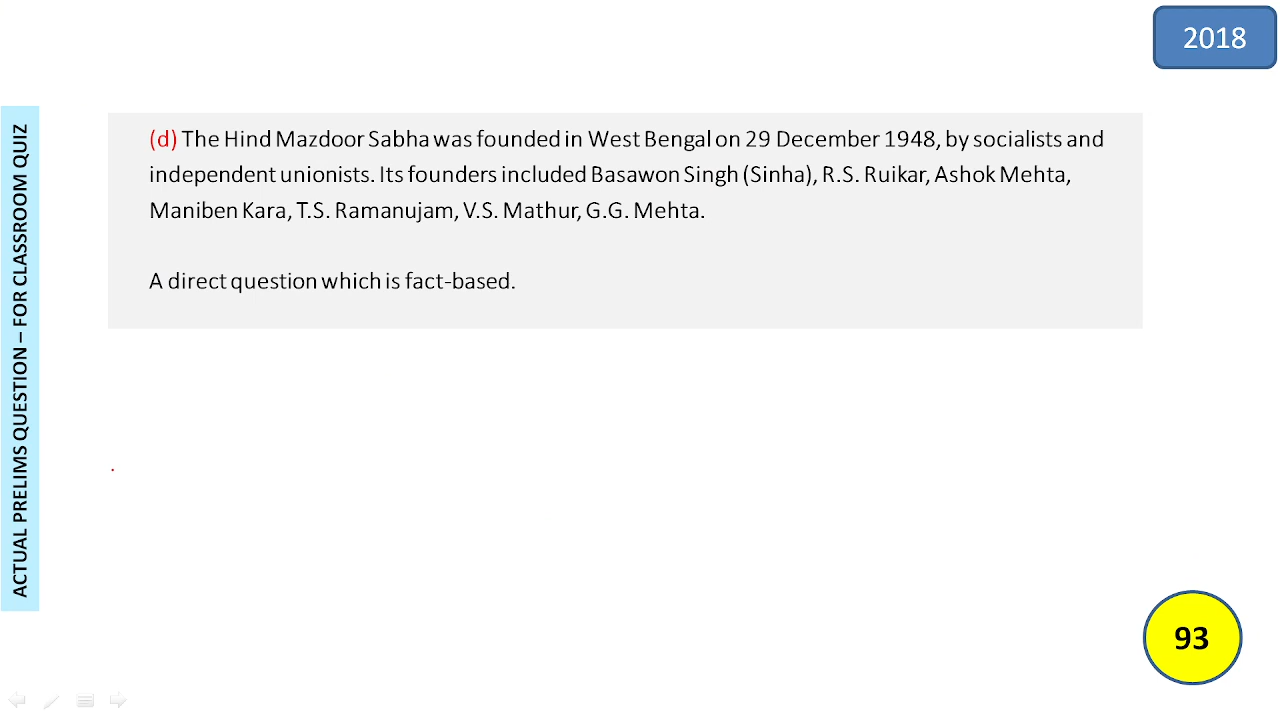 2018
ACTUAL PRELIMS QUESTION – FOR CLASSROOM QUIZ
(d) The Hind Mazdoor Sabha was founded in West Bengal on 29 December 1948, by socialists and
independent unionists. Its founders included Basawon Singh (Sinha), R.S. Ruikar, Ashok Mehta,
Maniben Kara, T.S. Ramanujam, V.S. Mathur, G.G. Mehta.
A direct question which is fact-based.
93